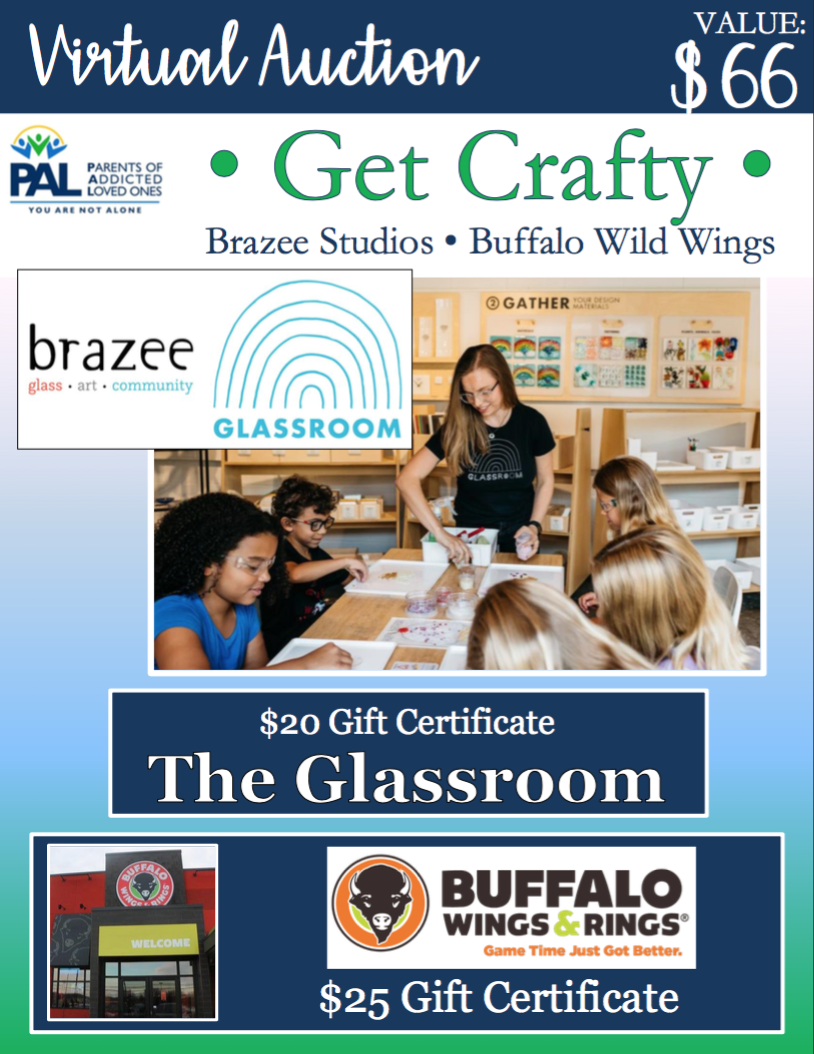 Virtual Auction
VALUE:
$66
PAL PARENTS OF
ADDICTED
LOVED ONES
YOU ARE NOT ALONE
• Get Crafty •
Brazee Studios • Buffalo Wild Wings
brazee
glass • art • community
GLASSROOM
2 GATHER YOUR DESIGN
MATERIALS
GLASSROOM
$20 Gift Certificate
The Glassroom
BUFFALO
WINGS & RINGS
WELCOME
BUFFALO
WINGS & RINGS®
Game Time Just Got Better.
$25 Gift Certificate